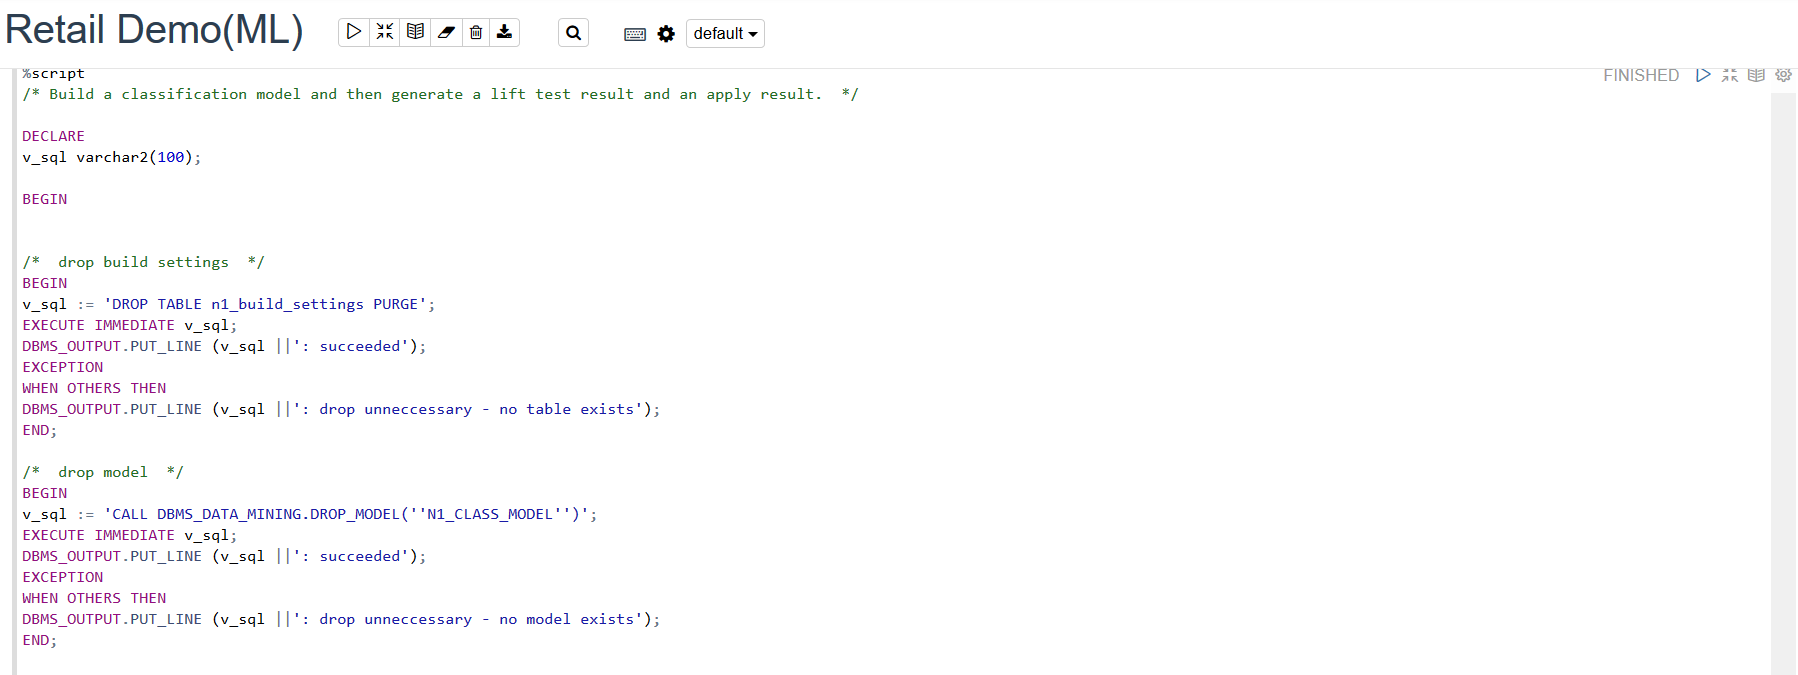 Retail Demo(ML)
default
%script
FINISHED
/* Build a classification model and then generate a lift test result and an apply result.  */
DECLARE
v_sql varchar2(100);
BEGIN
/*  drop build settings  */
BEGIN
v_sql := 'DROP TABLE n1_build_settings PURGE';
EXECUTE IMMEDIATE v_sql;
DBMS_OUTPUT.PUT_LINE (v_sql ||': succeeded');
EXCEPTION
WHEN OTHERS THEN
DBMS_OUTPUT.PUT_LINE (v_sql ||': drop unneccessary - no table exists');
END;
/*  drop model  */
BEGIN
v_sql := 'CALL DBMS_DATA_MINING.DROP_MODEL(''N1_CLASS_MODEL'')';
EXECUTE IMMEDIATE v_sql;
DBMS_OUTPUT.PUT_LINE (v_sql ||': succeeded');
EXCEPTION
WHEN OTHERS THEN
DBMS_OUTPUT.PUT_LINE (v_sql ||': drop unneccessary - no model exists');
END;